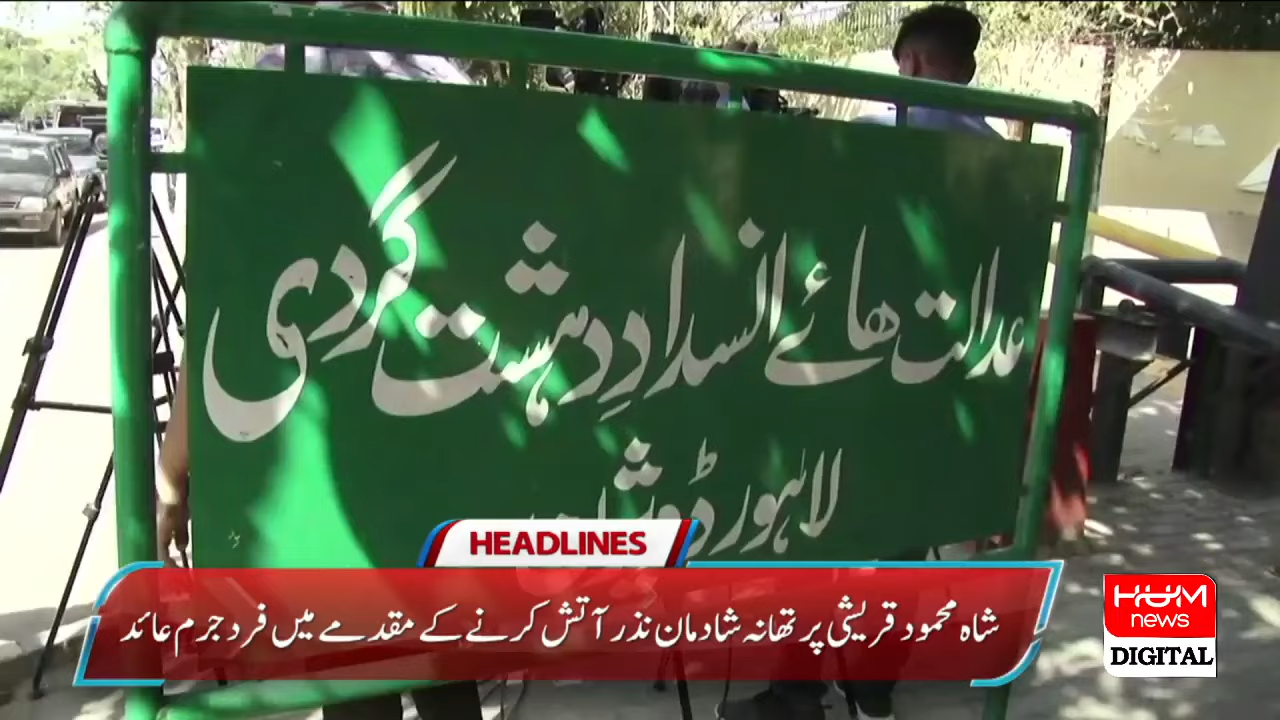 عدالت ھائے انسدادِ دہشت گردی
لاہور ڈویژن
HEADLINES
شاہ محمود قریشی پر تھانہ شادمان نذر آتش کرنے کے مقدمے میں فرد جرم عائد
HUM
news
DIGITAL